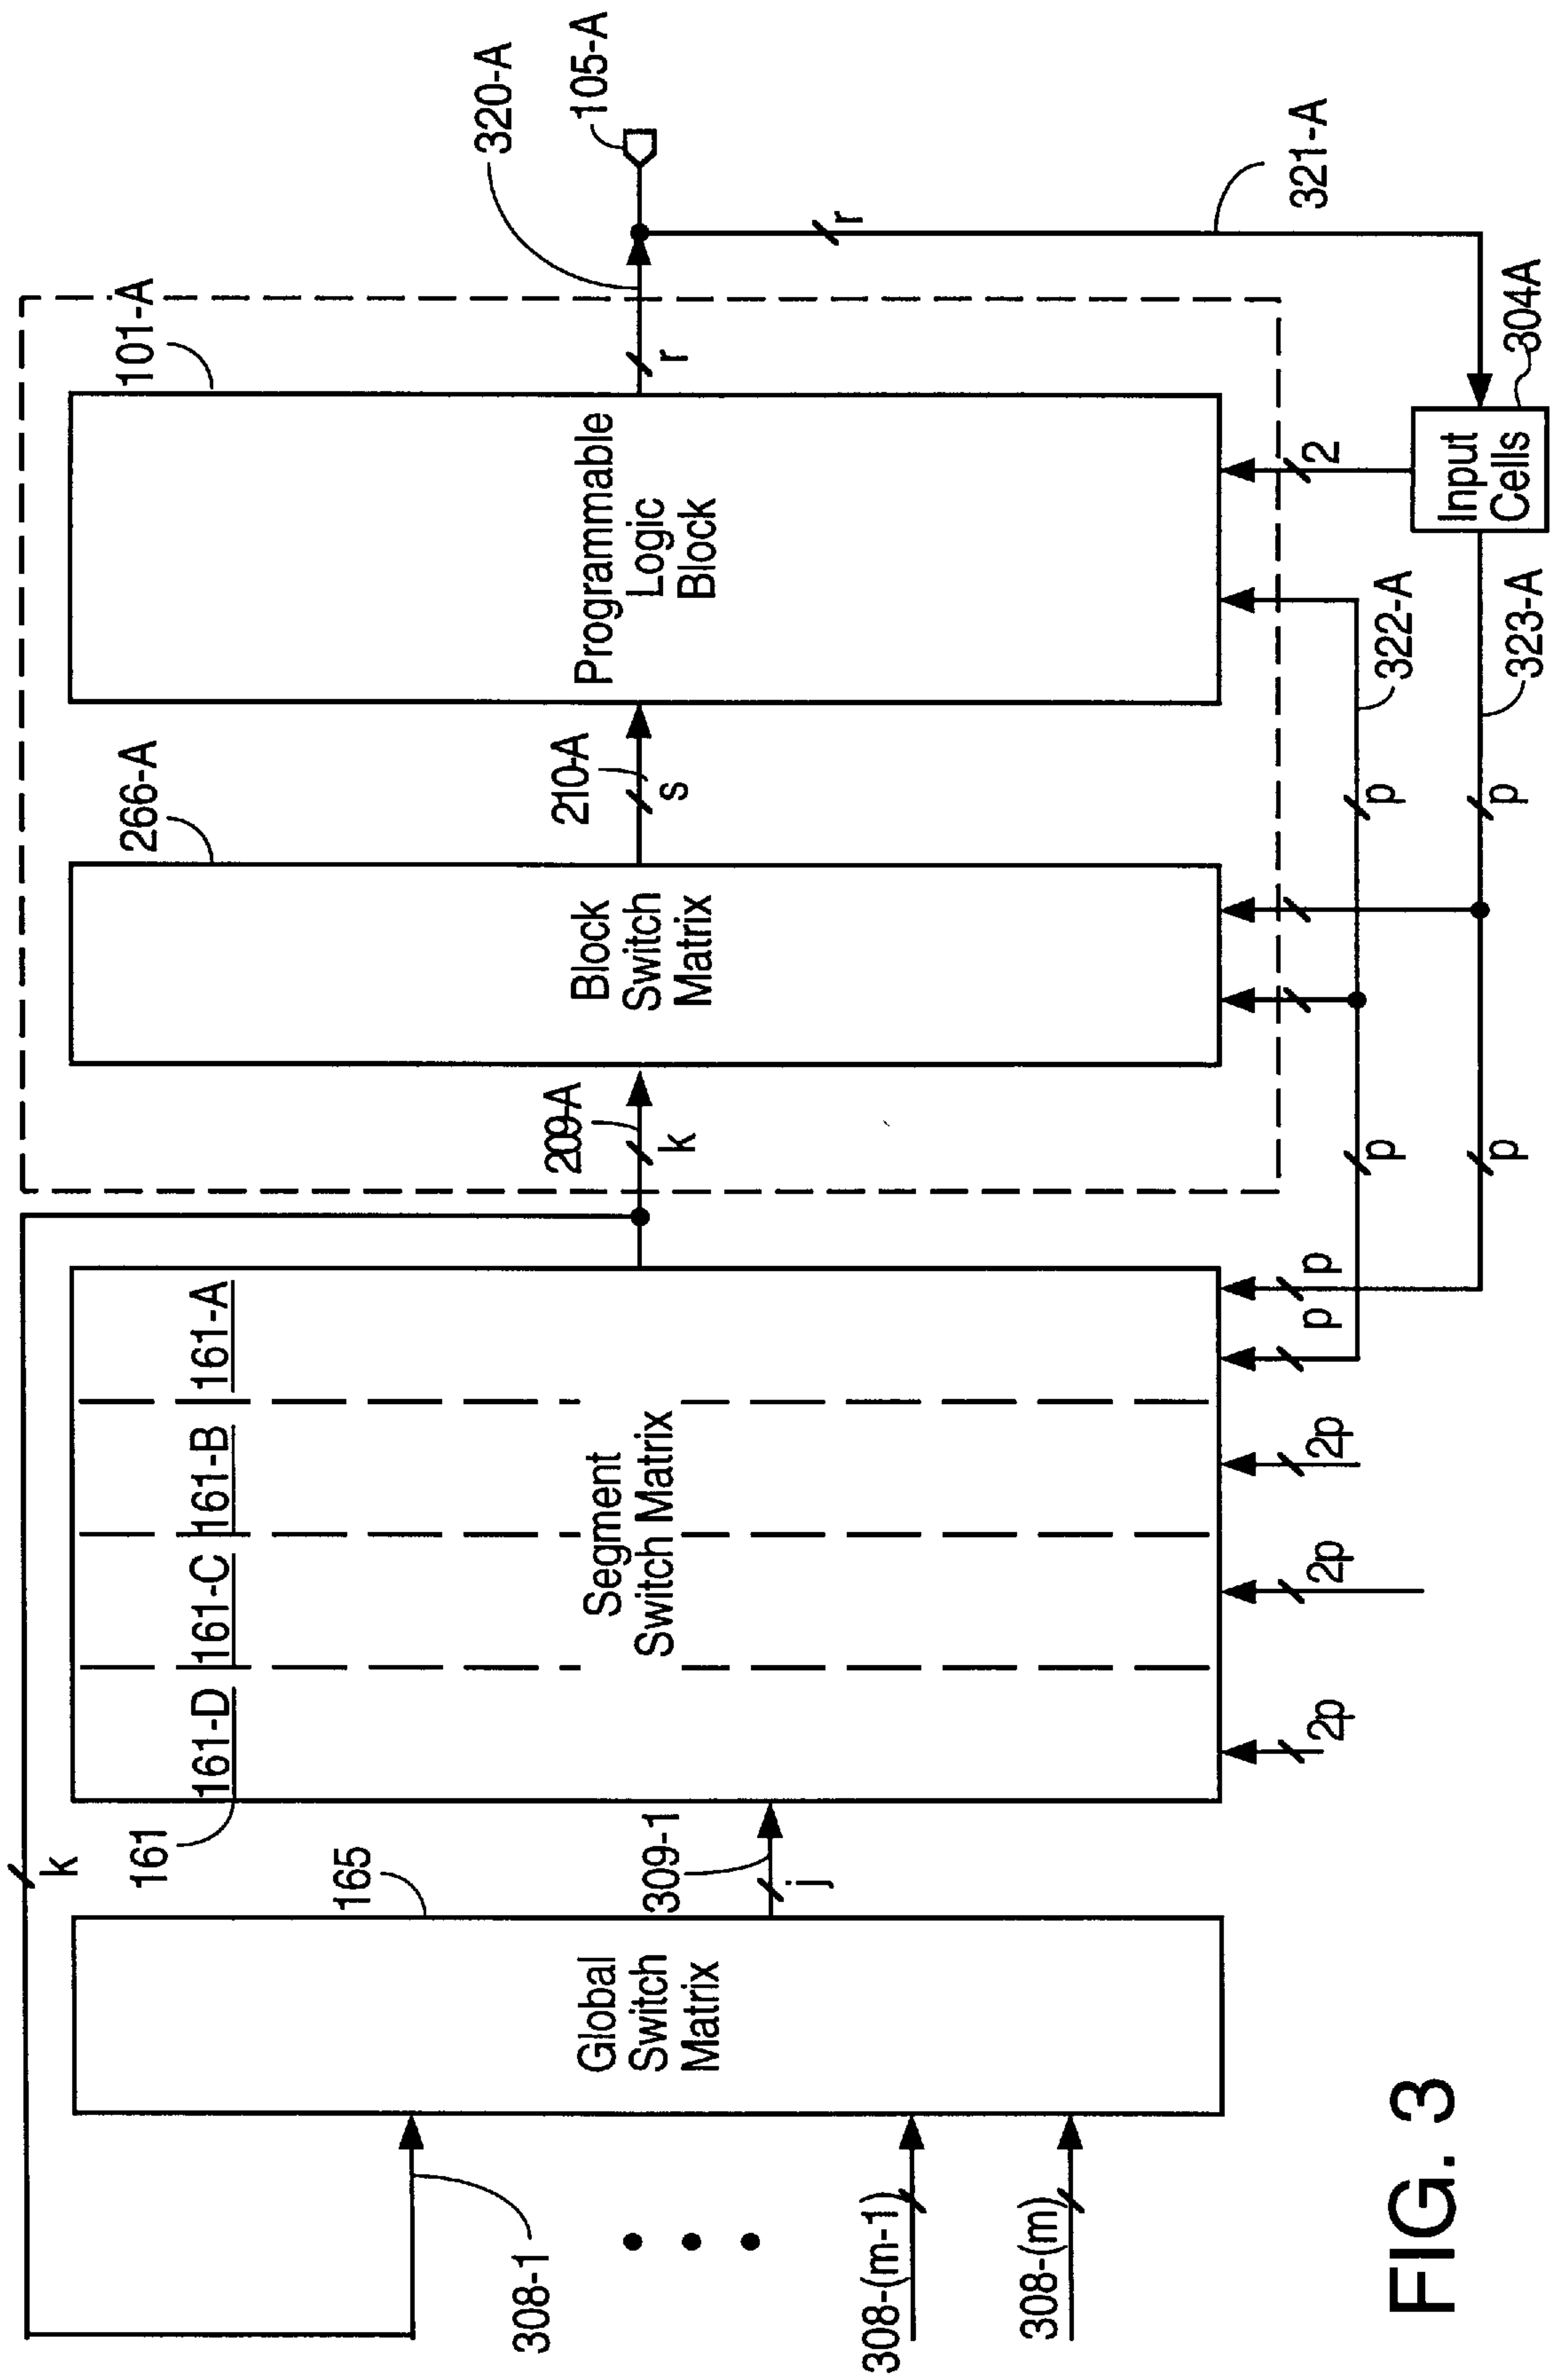 k
161
161-D
161-C
161-B
161-A
165
266-A
101-A
320-A
105-A
Global
Switch
Matrix
Segment
Switch Matrix
Block
Switch
Matrix
Programmable
Logic
Block
308-1
308-(m-1)
308-(m)
309-1
j
209-A
k
210-A
s
r
r
321-A
2p
2p
2p
p
p
p
p
p
p
322-A
323-A
2
Input
Cells
304A
FIG. 3